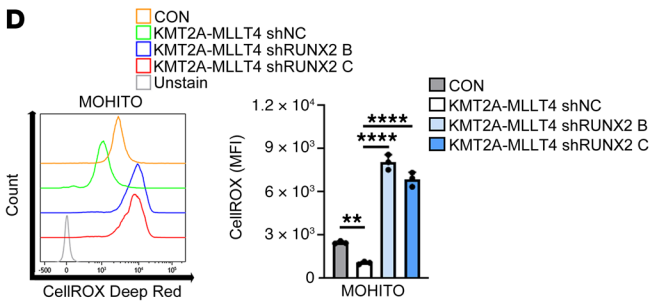 D
CON
KMT2A-MLLT4 shNC
KMT2A-MLLT4 shRUNX2 B
KMT2A-MLLT4 shRUNX2 C
Unstain
MOHITO
Count
-500 0 10³ 10⁴ 10⁵
CellROX Deep Red
CON
KMT2A-MLLT4 shNC
KMT2A-MLLT4 shRUNX2 B
KMT2A-MLLT4 shRUNX2 C
CellROX (MFI)
1.2 × 10⁴
9 × 10³
6 × 10³
3 × 10³
0
****
****
**
MOHITO